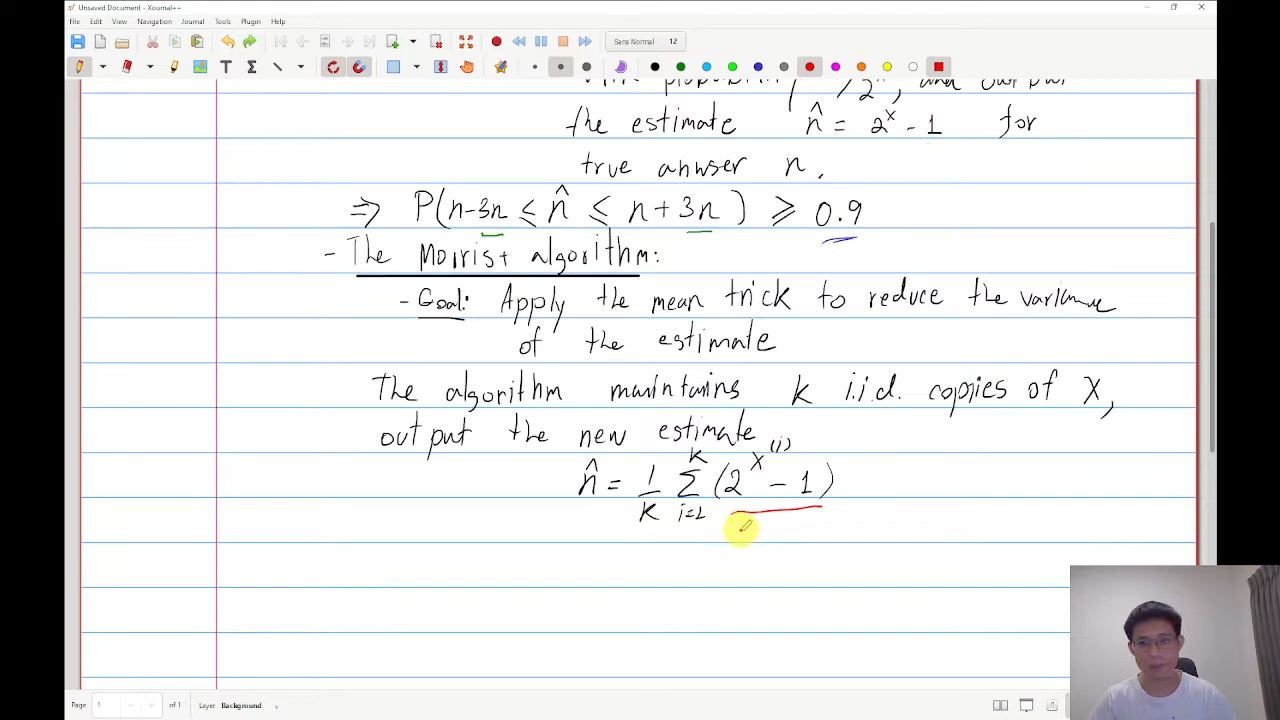 Unsaved Document - Xournal++
File Edit View Navigation Journal Tools Plugin Help
Sans Normal 12
the estimate n̂ = 2^x - 1 for
true anwser n.
⇒ P(n-3n ≤ n̂ ≤ n + 3n) ≥ 0.9
- The Morris+ algorithm:
- Goal: Apply the mean trick to reduce the variance
of the estimate
The algorithm maintains k i.i.d. copies of X,
output the new estimate
n̂ = 1/K Σ_{i=1}^{K} (2^{X^{(i)}} - 1)
Page 1 of 1 Layer Background